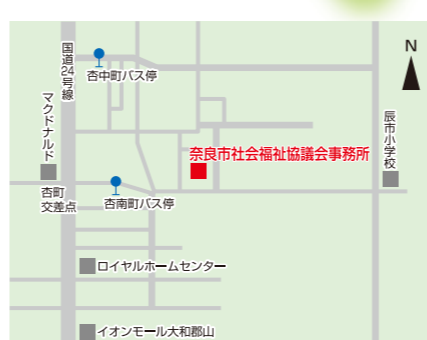 N
国道24号線
杏中町バス停
マクドナルド
辰市小学校
奈良市社会福祉協議会事務所
杏町
交差点
杏南町バス停
ロイヤルホームセンター
イオンモール大和郡山